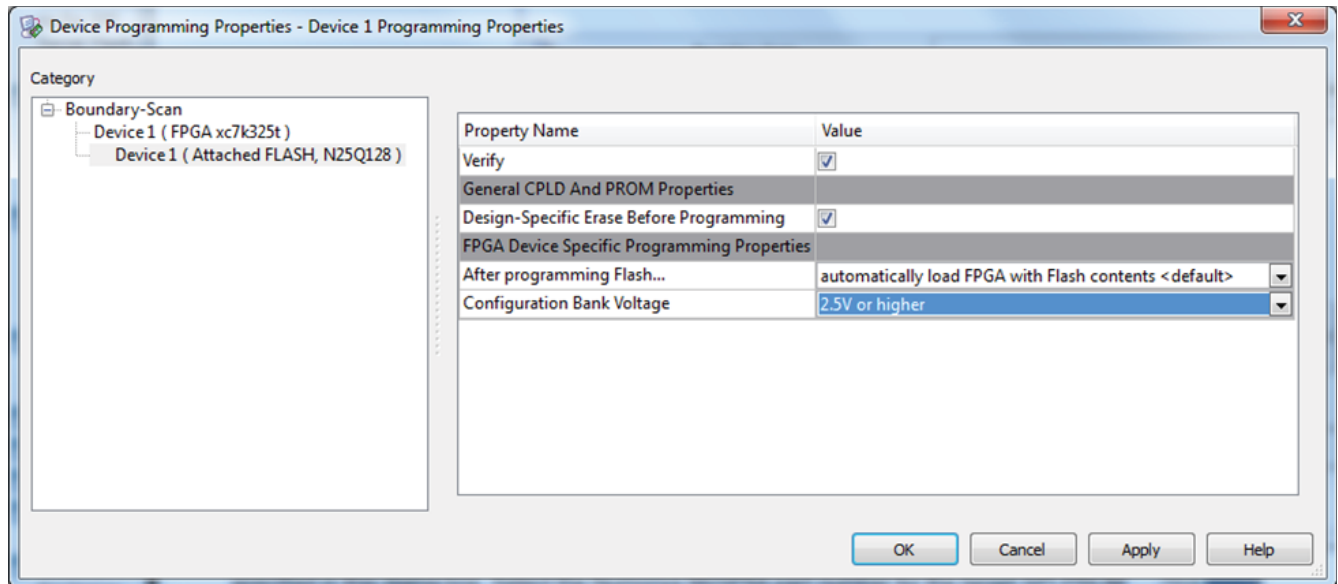 Device Programming Properties - Device 1 Programming Properties
Category
Boundary-Scan
Device 1 ( FPGA xc7k325t )
Device 1 ( Attached FLASH, N25Q128 )
Property Name Value
Verify
General CPLD And PROM Properties
Design-Specific Erase Before Programming
FPGA Device Specific Programming Properties
After programming Flash... automatically load FPGA with Flash contents <default>
Configuration Bank Voltage 2.5V or higher
OK Cancel Apply Help